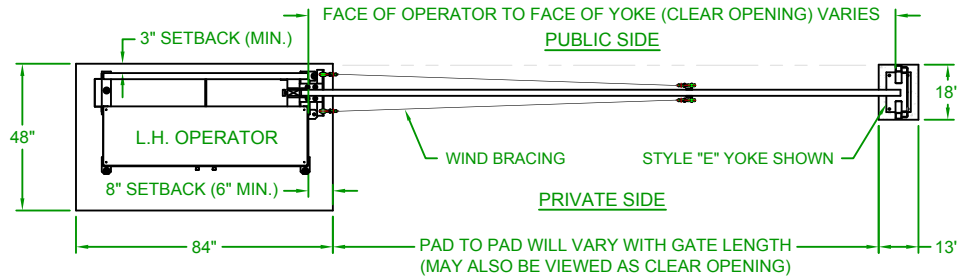 FACE OF OPERATOR TO FACE OF YOKE (CLEAR OPENING) VARIES
3" SETBACK (MIN.)
PUBLIC SIDE
48"
18'
L.H. OPERATOR
WIND BRACING
STYLE "E" YOKE SHOWN
8" SETBACK (6" MIN.)
PRIVATE SIDE
84"
PAD TO PAD WILL VARY WITH GATE LENGTH
13'
(MAY ALSO BE VIEWED AS CLEAR OPENING)